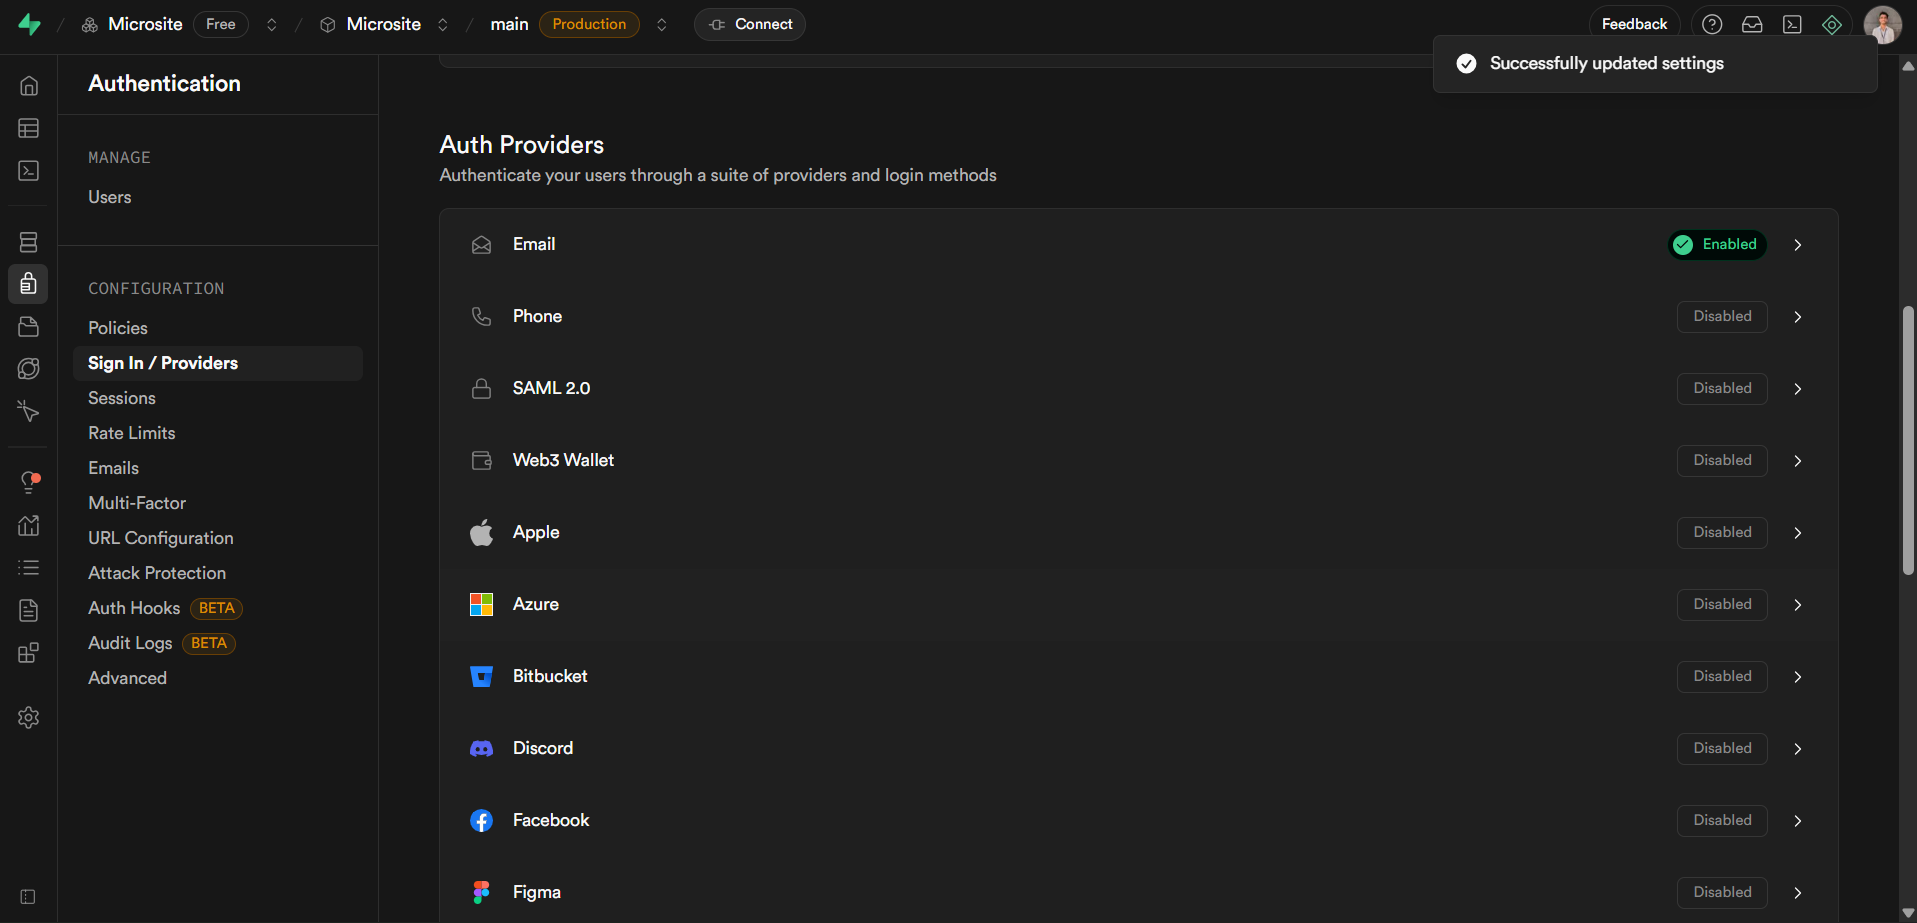 Microsite Free Microsite main Production Connect Feedback
Successfully updated settings
Authentication
MANAGE
Users
CONFIGURATION
Policies
Sign In / Providers
Sessions
Rate Limits
Emails
Multi-Factor
URL Configuration
Attack Protection
Auth Hooks BETA
Audit Logs BETA
Advanced
Auth Providers
Authenticate your users through a suite of providers and login methods
Email Enabled
Phone Disabled
SAML 2.0 Disabled
Web3 Wallet Disabled
Apple Disabled
Azure Disabled
Bitbucket Disabled
Discord Disabled
Facebook Disabled
Figma Disabled